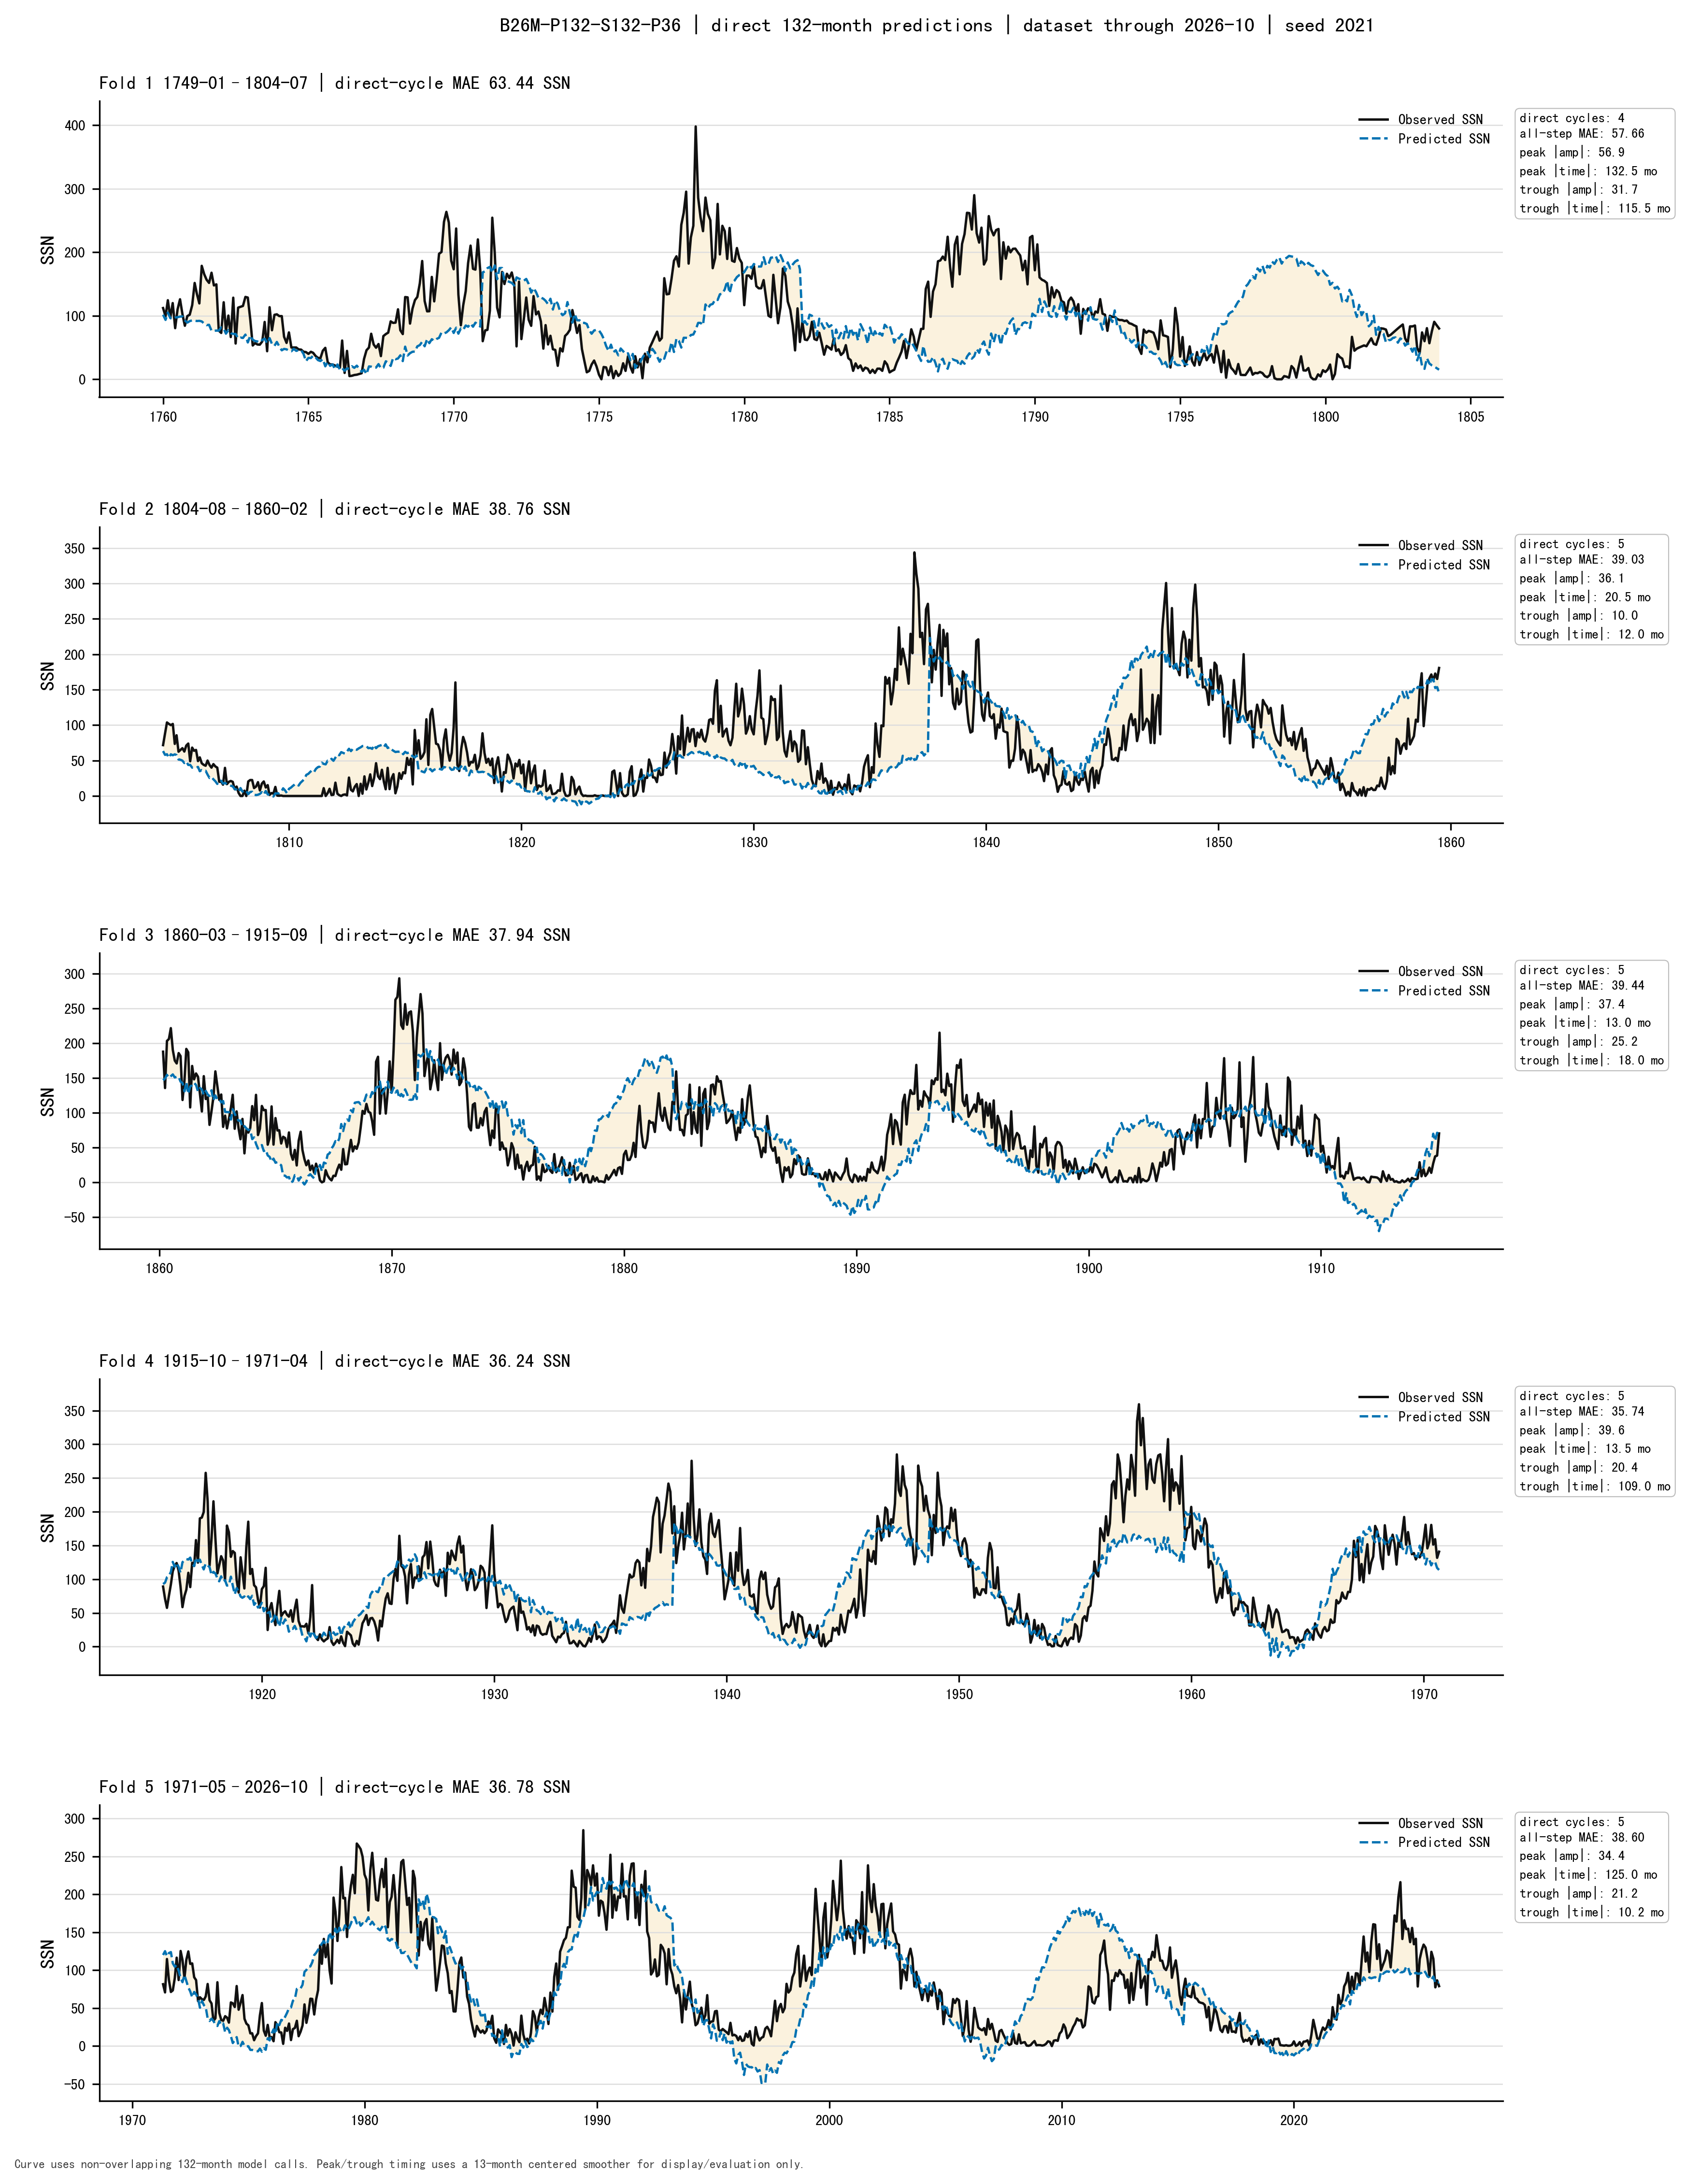 B26M-P132-S132-P36 | direct 132-month predictions | dataset through 2026-10 | seed 2021
Fold 1 1749-01 – 1804-07 | direct-cycle MAE 63.44 SSN
SSN
400
300
200
100
0
1760 1765 1770 1775 1780 1785 1790 1795 1800 1805
Observed SSN
Predicted SSN
direct cycles: 4
all-step MAE: 57.66
peak |amp|: 56.9
peak |time|: 132.5 mo
trough |amp|: 31.7
trough |time|: 115.5 mo
Fold 2 1804-08 – 1860-02 | direct-cycle MAE 38.76 SSN
SSN
350
300
250
200
150
100
50
0
1810 1820 1830 1840 1850 1860
Observed SSN
Predicted SSN
direct cycles: 5
all-step MAE: 39.03
peak |amp|: 36.1
peak |time|: 20.5 mo
trough |amp|: 10.0
trough |time|: 12.0 mo
Fold 3 1860-03 – 1915-09 | direct-cycle MAE 37.94 SSN
SSN
300
250
200
150
100
50
0
-50
1860 1870 1880 1890 1900 1910
Observed SSN
Predicted SSN
direct cycles: 5
all-step MAE: 39.44
peak |amp|: 37.4
peak |time|: 13.0 mo
trough |amp|: 25.2
trough |time|: 18.0 mo
Fold 4 1915-10 – 1971-04 | direct-cycle MAE 36.24 SSN
SSN
350
300
250
200
150
100
50
0
1920 1930 1940 1950 1960 1970
Observed SSN
Predicted SSN
direct cycles: 5
all-step MAE: 35.74
peak |amp|: 39.6
peak |time|: 13.5 mo
trough |amp|: 20.4
trough |time|: 109.0 mo
Fold 5 1971-05 – 2026-10 | direct-cycle MAE 36.78 SSN
SSN
300
250
200
150
100
50
0
-50
1970 1980 1990 2000 2010 2020
Observed SSN
Predicted SSN
direct cycles: 5
all-step MAE: 38.60
peak |amp|: 34.4
peak |time|: 125.0 mo
trough |amp|: 21.2
trough |time|: 10.2 mo
Curve uses non-overlapping 132-month model calls. Peak/trough timing uses a 13-month centered smoother for display/evaluation only.